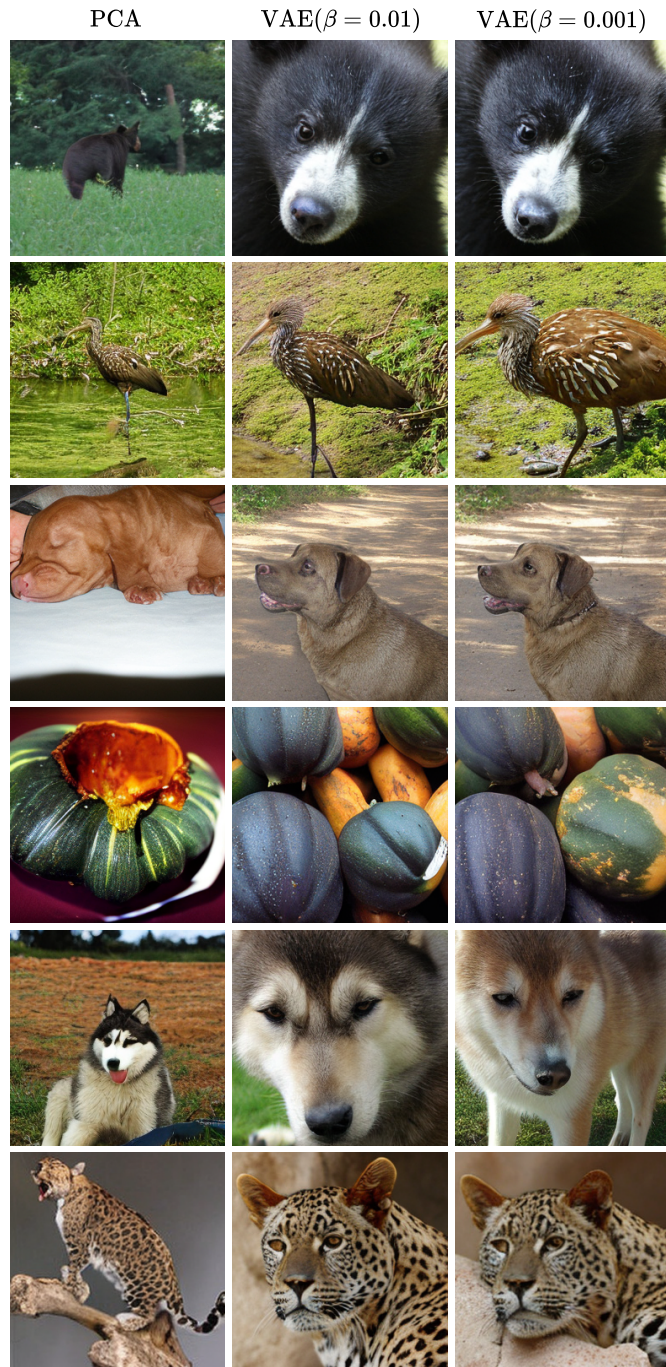 PCA VAE(β = 0.01) VAE(β = 0.001)